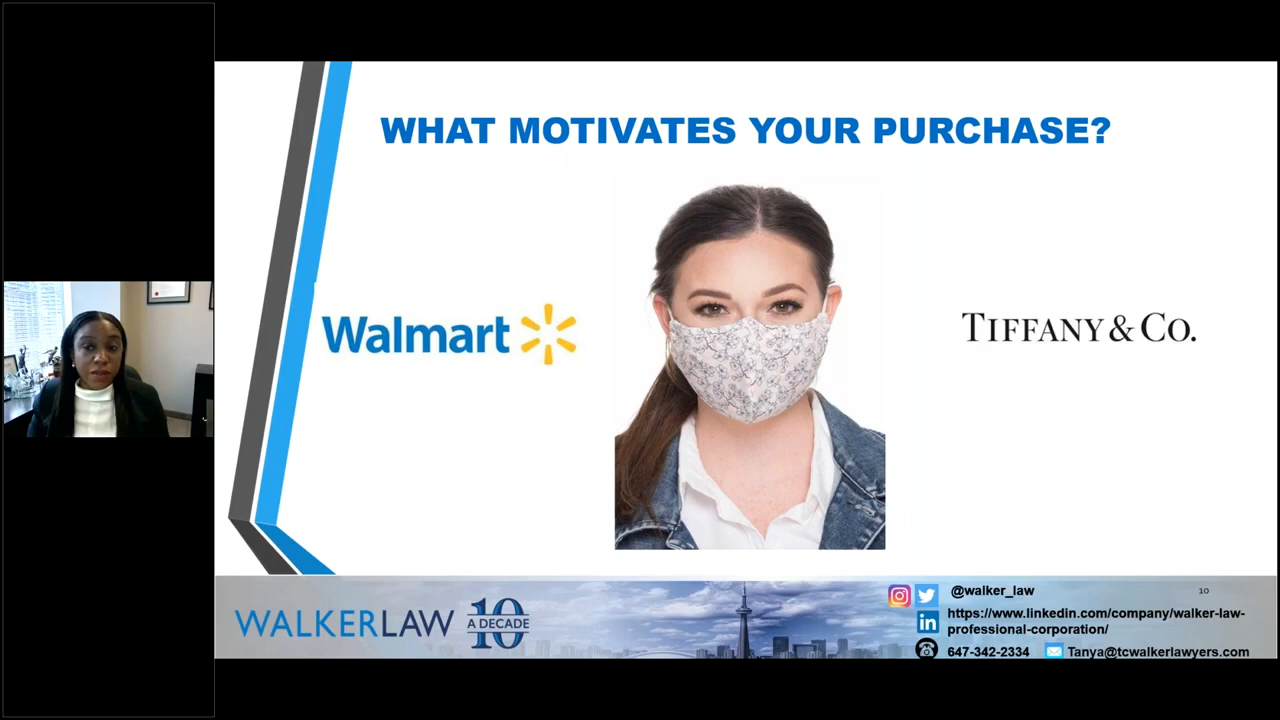 WHAT MOTIVATES YOUR PURCHASE?
Walmart
TIFFANY & CO.
WALKERLAW 10
A DECADE
@walker_law
10
https://www.linkedin.com/company/walker-law-
professional-corporation/
647-342-2334 Tanya@tcwalkerlawyers.com
in